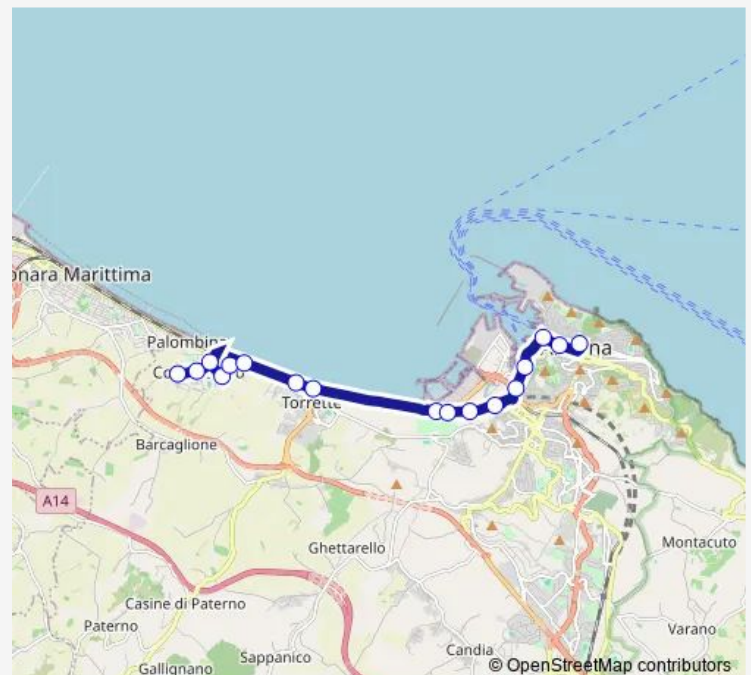 onara Marittima
Palombina
Torrette
Barcaglione
A14
Ghettarello
Montacuto
Casine di Paterno
Paterno
Varano
Sappanico
Candia
Gallignano
© OpenStreetMap contributors